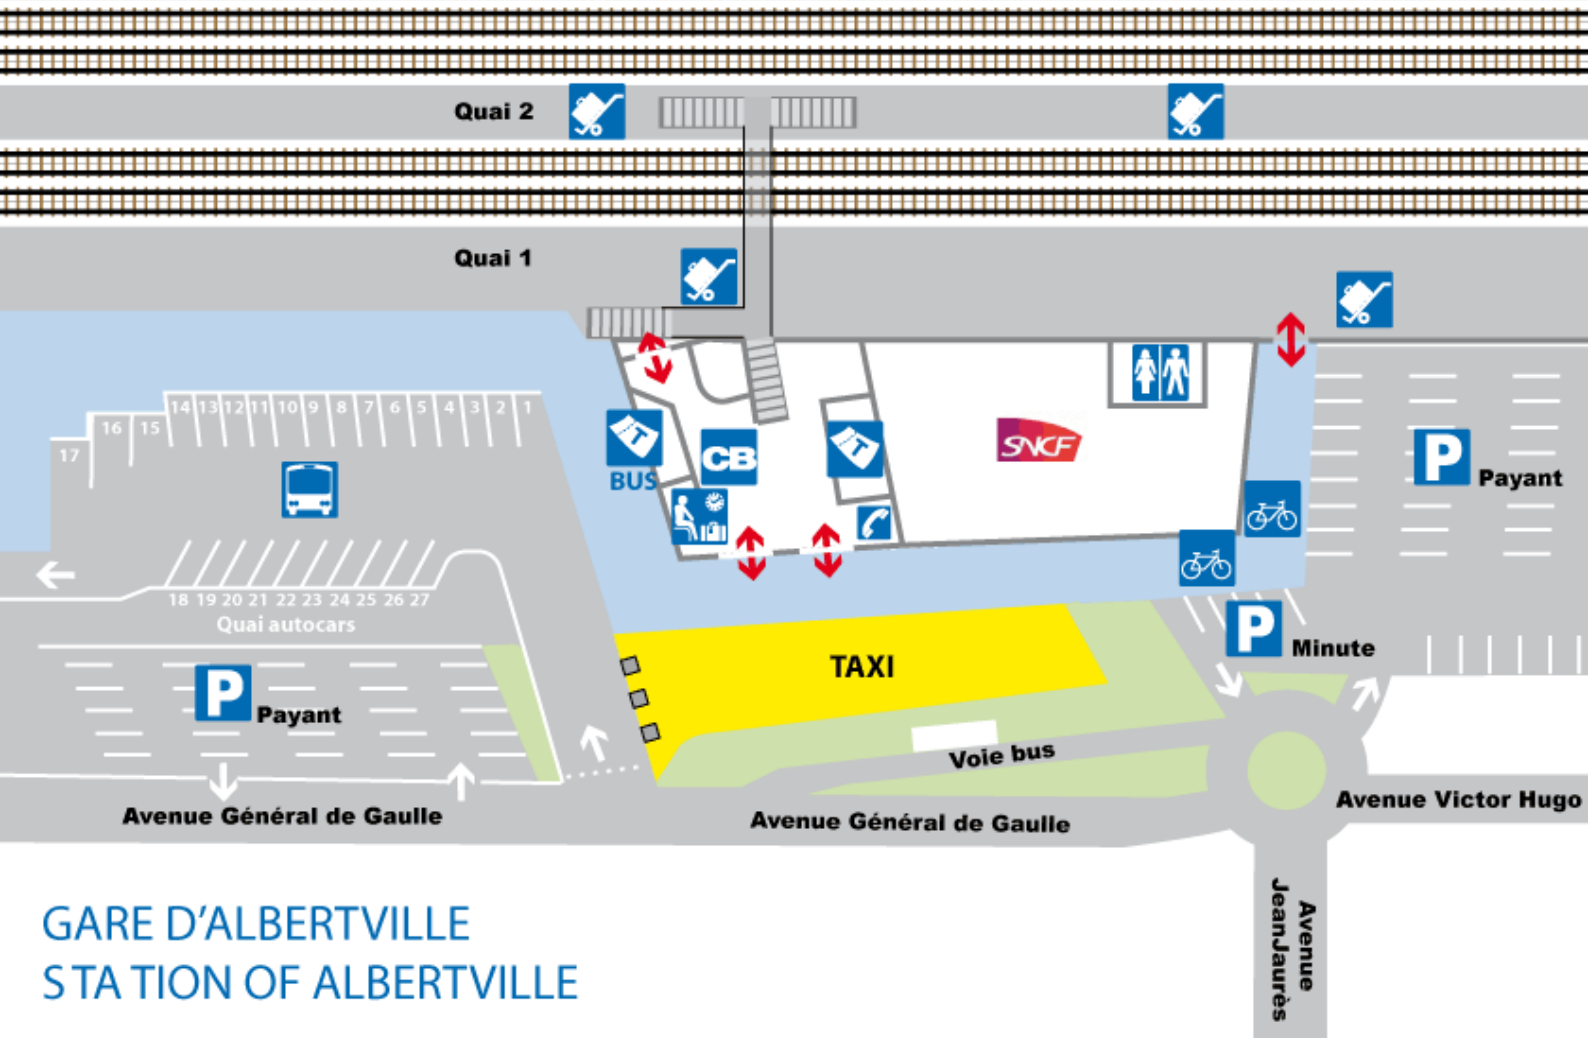 Quai 2
Quai 1
14 13 12 11 10 9 8 7 6 5 4 3 2 1
16 15
17
T
BUS
CB
T
SNCF
P Payant
18 19 20 21 22 23 24 25 26 27
Quai autocars
P Payant
TAXI
P Minute
Voie bus
Avenue Général de Gaulle
Avenue Général de Gaulle
Avenue Victor Hugo
Avenue
JeanJaurès
GARE D’ALBERTVILLE
STATION OF ALBERTVILLE